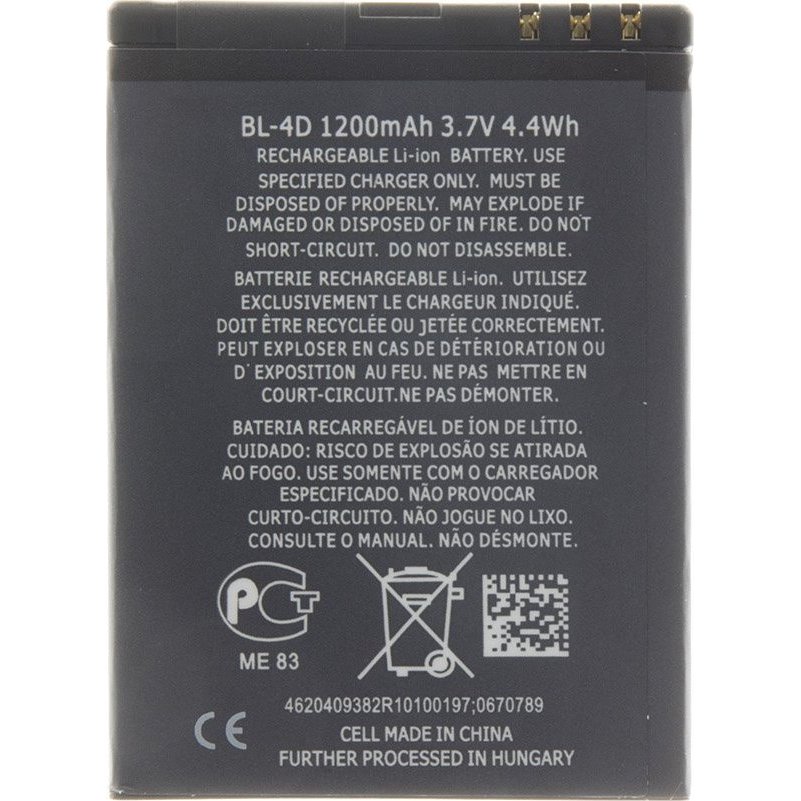 BL-4D 1200mAh 3.7V 4.4Wh
RECHARGEABLE Li-ion BATTERY. USE
SPECIFIED CHARGER ONLY. MUST BE
DISPOSED OF PROPERLY. MAY EXPLODE IF
DAMAGED OR DISPOSED OF IN FIRE. DO NOT
SHORT-CIRCUIT. DO NOT DISASSEMBLE.
BATTERIE RECHARGEABLE Li-ion. UTILISEZ
EXCLUSIVEMENT LE CHARGEUR INDIQUÉ.
DOIT ÊTRE RECYCLÉE OU JETÉE CORRECTEMENT.
PEUT EXPLOSER EN CAS DE DÉTÉRIORATION OU
D'EXPOSITION AU FEU. NE PAS METTRE EN
COURT-CIRCUIT.NE PAS DÉMONTER.
BATERIA RECARREGÁVEL DE ÍON DE LÍTIO.
CUIDADO: RISCO DE EXPLOSÃO SE ATIRADA
AO FOGO. USE SOMENTE COM O CARREGADOR
ESPECIFICADO. NÃO PROVOCAR
CURTO-CIRCUITO. NÃO JOGUE NO LIXO.
CONSULTE O MANUAL. NÃO DÉSMONTE.
РСТ
ME 83
4620409382R10100197;0670789
CE
CELL MADE IN CHINA
FURTHER PROCESSED IN HUNGARY